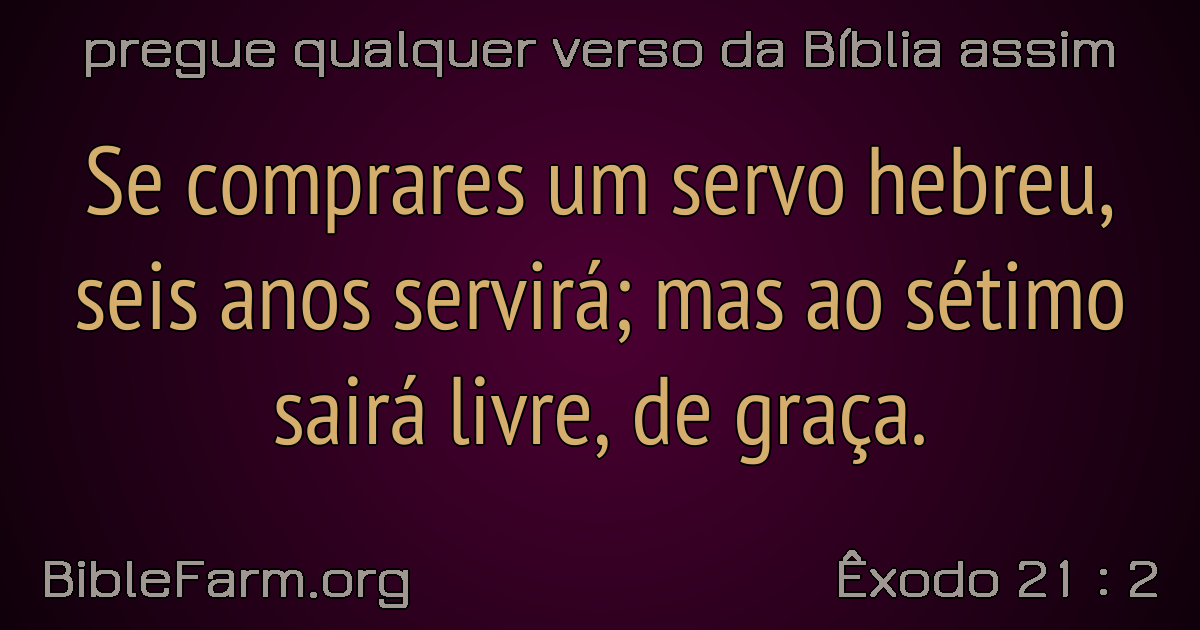 pregue qualquer verso da Bíblia assim
Se comprares um servo hebreu,
seis anos servirá; mas ao sétimo
sairá livre, de graça.
BibleFarm.org
Êxodo 21 : 2